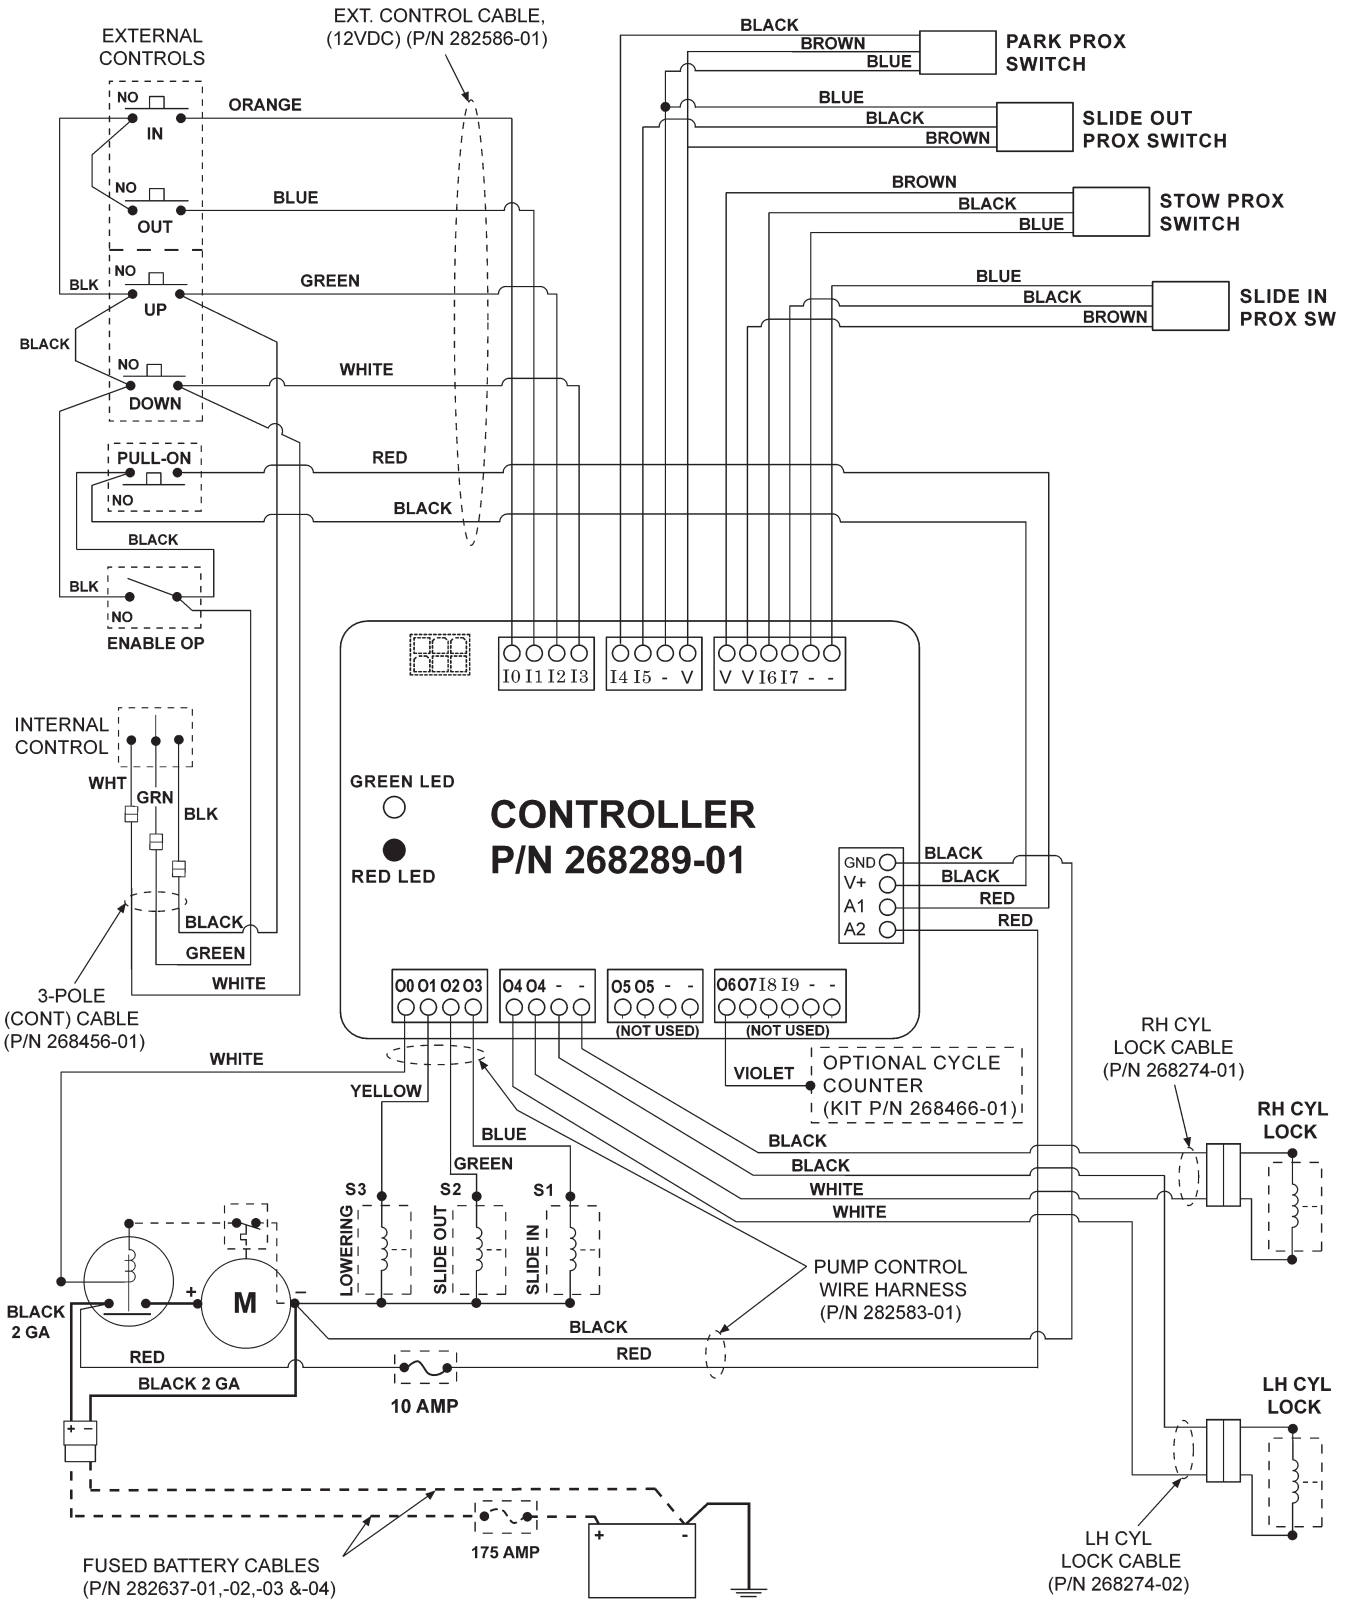 EXT. CONTROL CABLE,
(12VDC) (P/N 282586-01)
EXTERNAL
CONTROLS
NO
IN
ORANGE
NO
OUT
BLUE
NO
BLK
UP
GREEN
BLACK
NO
DOWN
WHITE
PULL-ON
NO
RED
BLACK
BLACK
BLK
NO
ENABLE OP
BLACK
BROWN
BLUE
PARK PROX
SWITCH
BLUE
BLACK
BROWN
SLIDE OUT
PROX SWITCH
BROWN
BLACK
BLUE
STOW PROX
SWITCH
BLUE
BLACK
BROWN
SLIDE IN
PROX SW
I0 I1 I2 I3
I4 I5 - V
V V I6 I7 - -
INTERNAL
CONTROL
WHT
GRN
BLK
BLACK
GREEN
WHITE
3-POLE
(CONT) CABLE
(P/N 268456-01)
GREEN LED
RED LED
CONTROLLER
P/N 268289-01
GND
V+
A1
A2
BLACK
BLACK
RED
RED
O0 O1 O2 O3
O4 O4 - -
O5 O5 - -
(NOT USED)
O6 O7 I8 I9 - -
(NOT USED)
WHITE
YELLOW
BLUE
GREEN
VIOLET
OPTIONAL CYCLE
COUNTER
(KIT P/N 268466-01)
RH CYL
LOCK CABLE
(P/N 268274-01)
RH CYL
LOCK
BLACK
BLACK
WHITE
WHITE
S3
S2
S1
LOWERING
SLIDE OUT
SLIDE IN
PUMP CONTROL
WIRE HARNESS
(P/N 282583-01)
+
M
-
BLACK
2 GA
BLACK
RED
RED
BLACK 2 GA
10 AMP
+ -
LH CYL
LOCK
LH CYL
LOCK CABLE
(P/N 268274-02)
175 AMP
+ -
FUSED BATTERY CABLES
(P/N 282637-01,-02,-03 &-04)